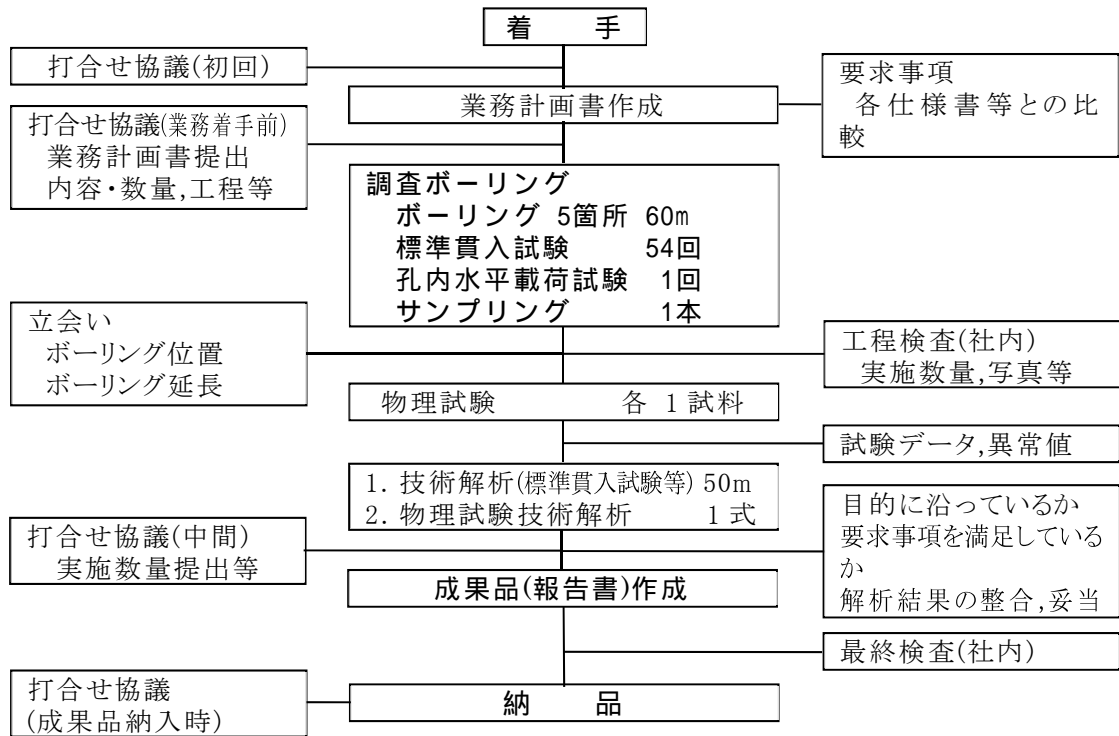 着　手
打合せ協議(初回)
業務計画書作成
要求事項
各仕様書等との比
較
打合せ協議(業務着手前)
業務計画書提出
内容・数量,工程等
調査ボーリング
ボーリング 5箇所 60m
標準貫入試験 54回
孔内水平載荷試験 1回
サンプリング 1本
立会い
ボーリング位置
ボーリング延長
工程検査(社内)
実施数量,写真等
物理試験 各 1試料
試験データ,異常値
1. 技術解析(標準貫入試験等) 50m
2. 物理試験技術解析 1式
打合せ協議(中間)
実施数量提出等
目的に沿っているか
要求事項を満足している
か
解析結果の整合,妥当
成果品(報告書)作成
最終検査(社内)
打合せ協議
(成果品納入時)
納　品